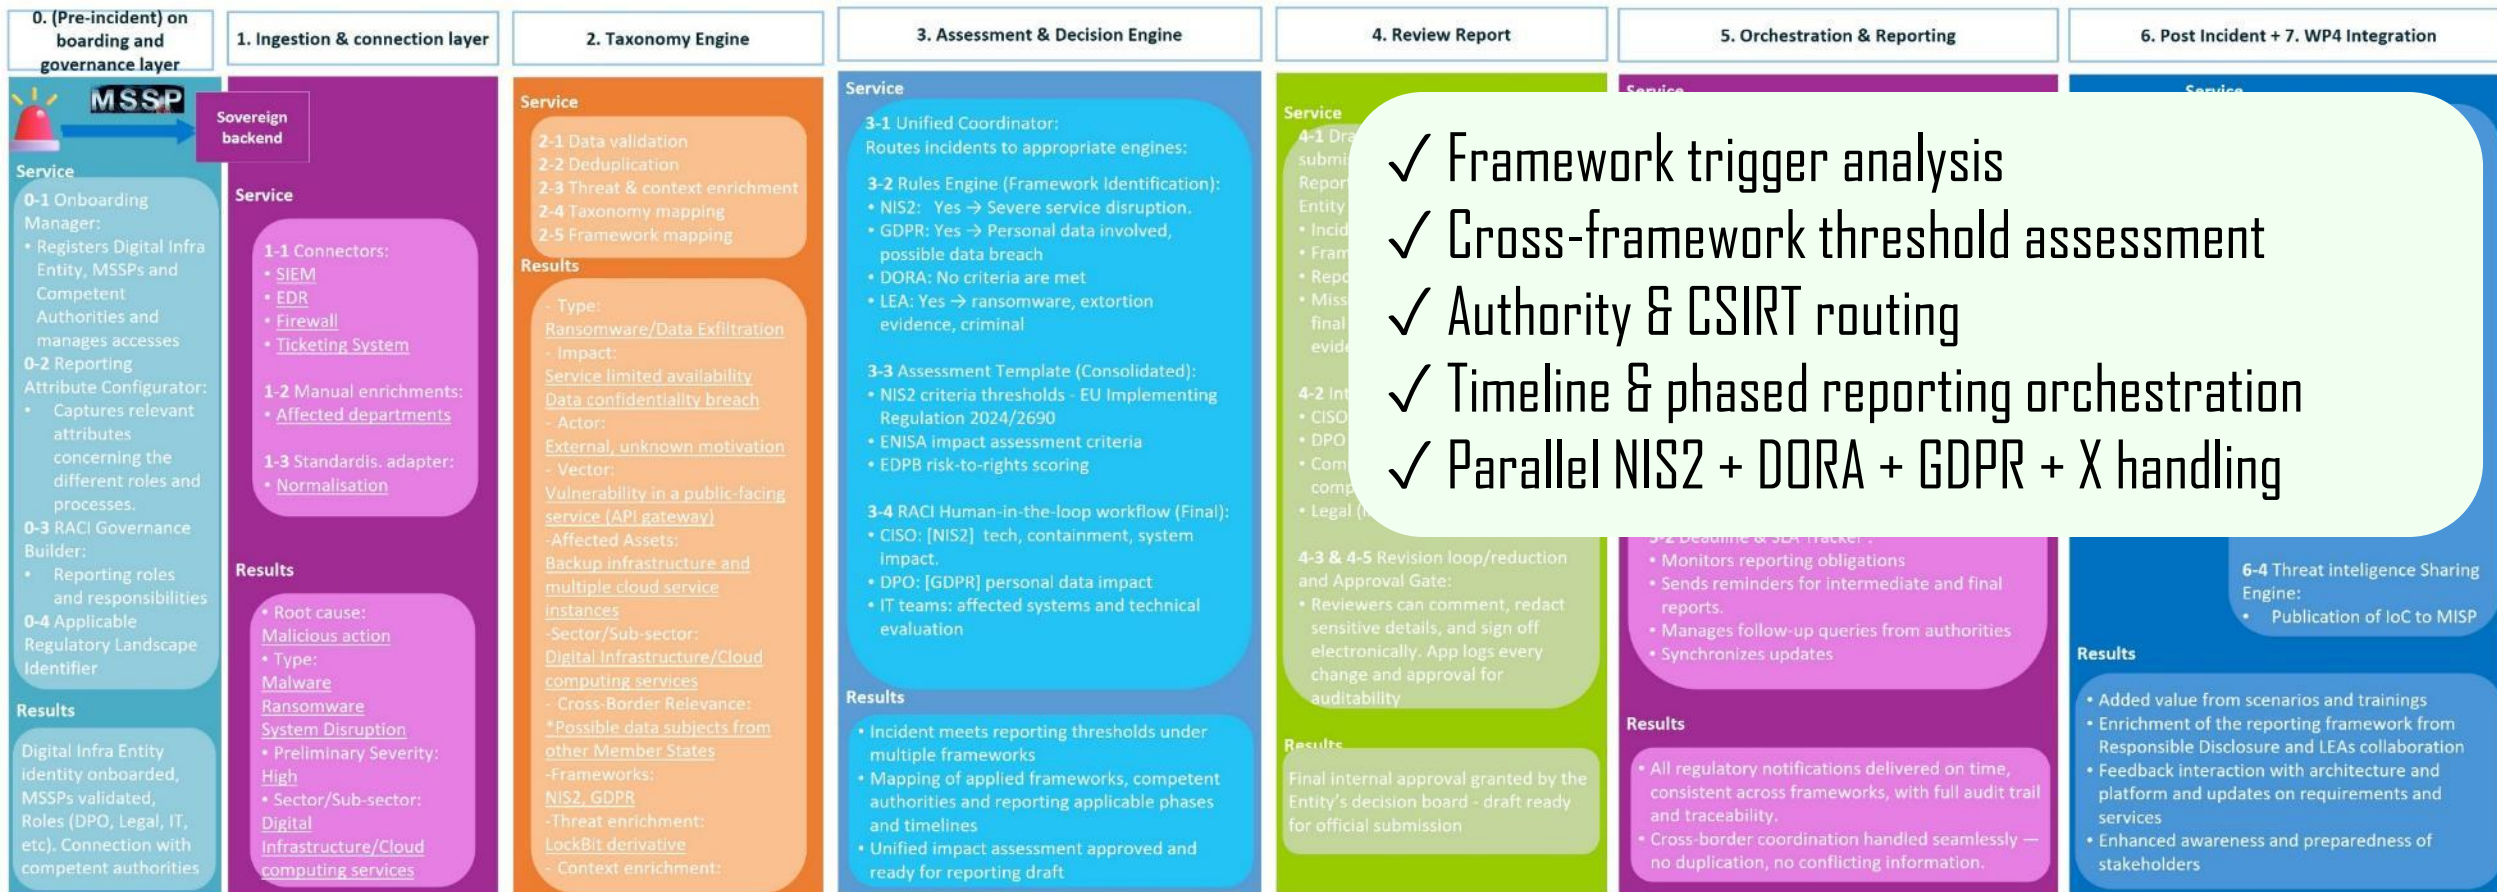 0. (Pre-incident) on
boarding and
governance layer
1. Ingestion & connection layer
2. Taxonomy Engine
3. Assessment & Decision Engine
4. Review Report
5. Orchestration & Reporting
6. Post Incident + 7. WP4 Integration
MSSP
Service
0-1 Onboarding
Manager:
• Registers Digital Infra
Entity, MSSPs and
Competent
Authorities and
manages accesses
0-2 Reporting
Attribute Configurator:
• Captures relevant
attributes
concerning the
different roles and
processes.
0-3 RACI Governance
Builder:
• Reporting roles
and responsibilities
0-4 Applicable
Regulatory Landscape
Identifier
Results
Digital Infra Entity
identity onboarded,
MSSPs validated,
Roles (DPO, Legal, IT,
etc). Connection with
competent authorities
Sovereign
backend
Service
1-1 Connectors:
• SIEM
• EDR
• Firewall
• Ticketing System
1-2 Manual enrichments:
• Affected departments
1-3 Standardis. adapter:
• Normalisation
Results
• Root cause:
Malicious action
• Type:
Malware
Ransomware
System Disruption
• Preliminary Severity:
High
• Sector/Sub-sector:
Digital
Infrastructure/Cloud
computing services
Service
2-1 Data validation
2-2 Deduplication
2-3 Threat & context enrichment
2-4 Taxonomy mapping
2-5 Framework mapping
Results
- Type:
Ransomware/Data Exfiltration
- Impact:
Service limited availability
Data confidentiality breach
- Actor:
External, unknown motivation
- Vector:
Vulnerability in a public-facing
service (API gateway)
-Affected Assets:
Backup infrastructure and
multiple cloud service
instances
-Sector/Sub-sector:
Digital Infrastructure/Cloud
computing services
- Cross-Border Relevance:
*Possible data subjects from
other Member States
-Frameworks:
NIS2, GDPR
-Threat enrichment:
LockBit derivative
- Context enrichment:
Service
3-1 Unified Coordinator:
Routes incidents to appropriate engines:
3-2 Rules Engine (Framework Identification):
• NIS2: Yes → Severe service disruption.
• GDPR: Yes → Personal data involved,
possible data breach
• DORA: No criteria are met
• LEA: Yes → ransomware, extortion
evidence, criminal
3-3 Assessment Template (Consolidated):
• NIS2 criteria thresholds - EU Implementing
Regulation 2024/2690
• ENISA impact assessment criteria
• EDPB risk-to-rights scoring
3-4 RACI Human-in-the-loop workflow (Final):
• CISO: [NIS2] tech, containment, system
impact.
• DPO: [GDPR] personal data impact
• IT teams: affected systems and technical
evaluation
Results
• Incident meets reporting thresholds under
multiple frameworks
• Mapping of applied frameworks, competent
authorities and reporting applicable phases
and timelines
• Unified impact assessment approved and
ready for reporting draft
Service
4-1
Entity
final
4-2
• CISO
• DPO
• Legal
4-3 & 4-5 Revision loop/reduction
and Approval Gate:
• Reviewers can comment, redact
sensitive details, and sign off
electronically. App logs every
change and approval for
auditability
Results
Final internal approval granted by the
Entity's decision board - draft ready
for official submission
Service
5-2 Deadline & SLA Tracker:
• Monitors reporting obligations
• Sends reminders for intermediate and final
reports.
• Manages follow-up queries from authorities
• Synchronizes updates
Results
• All regulatory notifications delivered on time,
consistent across frameworks, with full audit trail
and traceability.
• Cross-border coordination handled seamlessly —
no duplication, no conflicting information.
Service
6-4 Threat inteligence Sharing
Engine:
• Publication of IoC to MISP
Results
• Added value from scenarios and trainings
• Enrichment of the reporting framework from
Responsible Disclosure and LEAs collaboration
• Feedback interaction with architecture and
platform and updates on requirements and
services
• Enhanced awareness and preparedness of
stakeholders
✓ Framework trigger analysis
✓ Cross-framework threshold assessment
✓ Authority & CSIRT routing
✓ Timeline & phased reporting orchestration
✓ Parallel NIS2 + DORA + GDPR + X handling